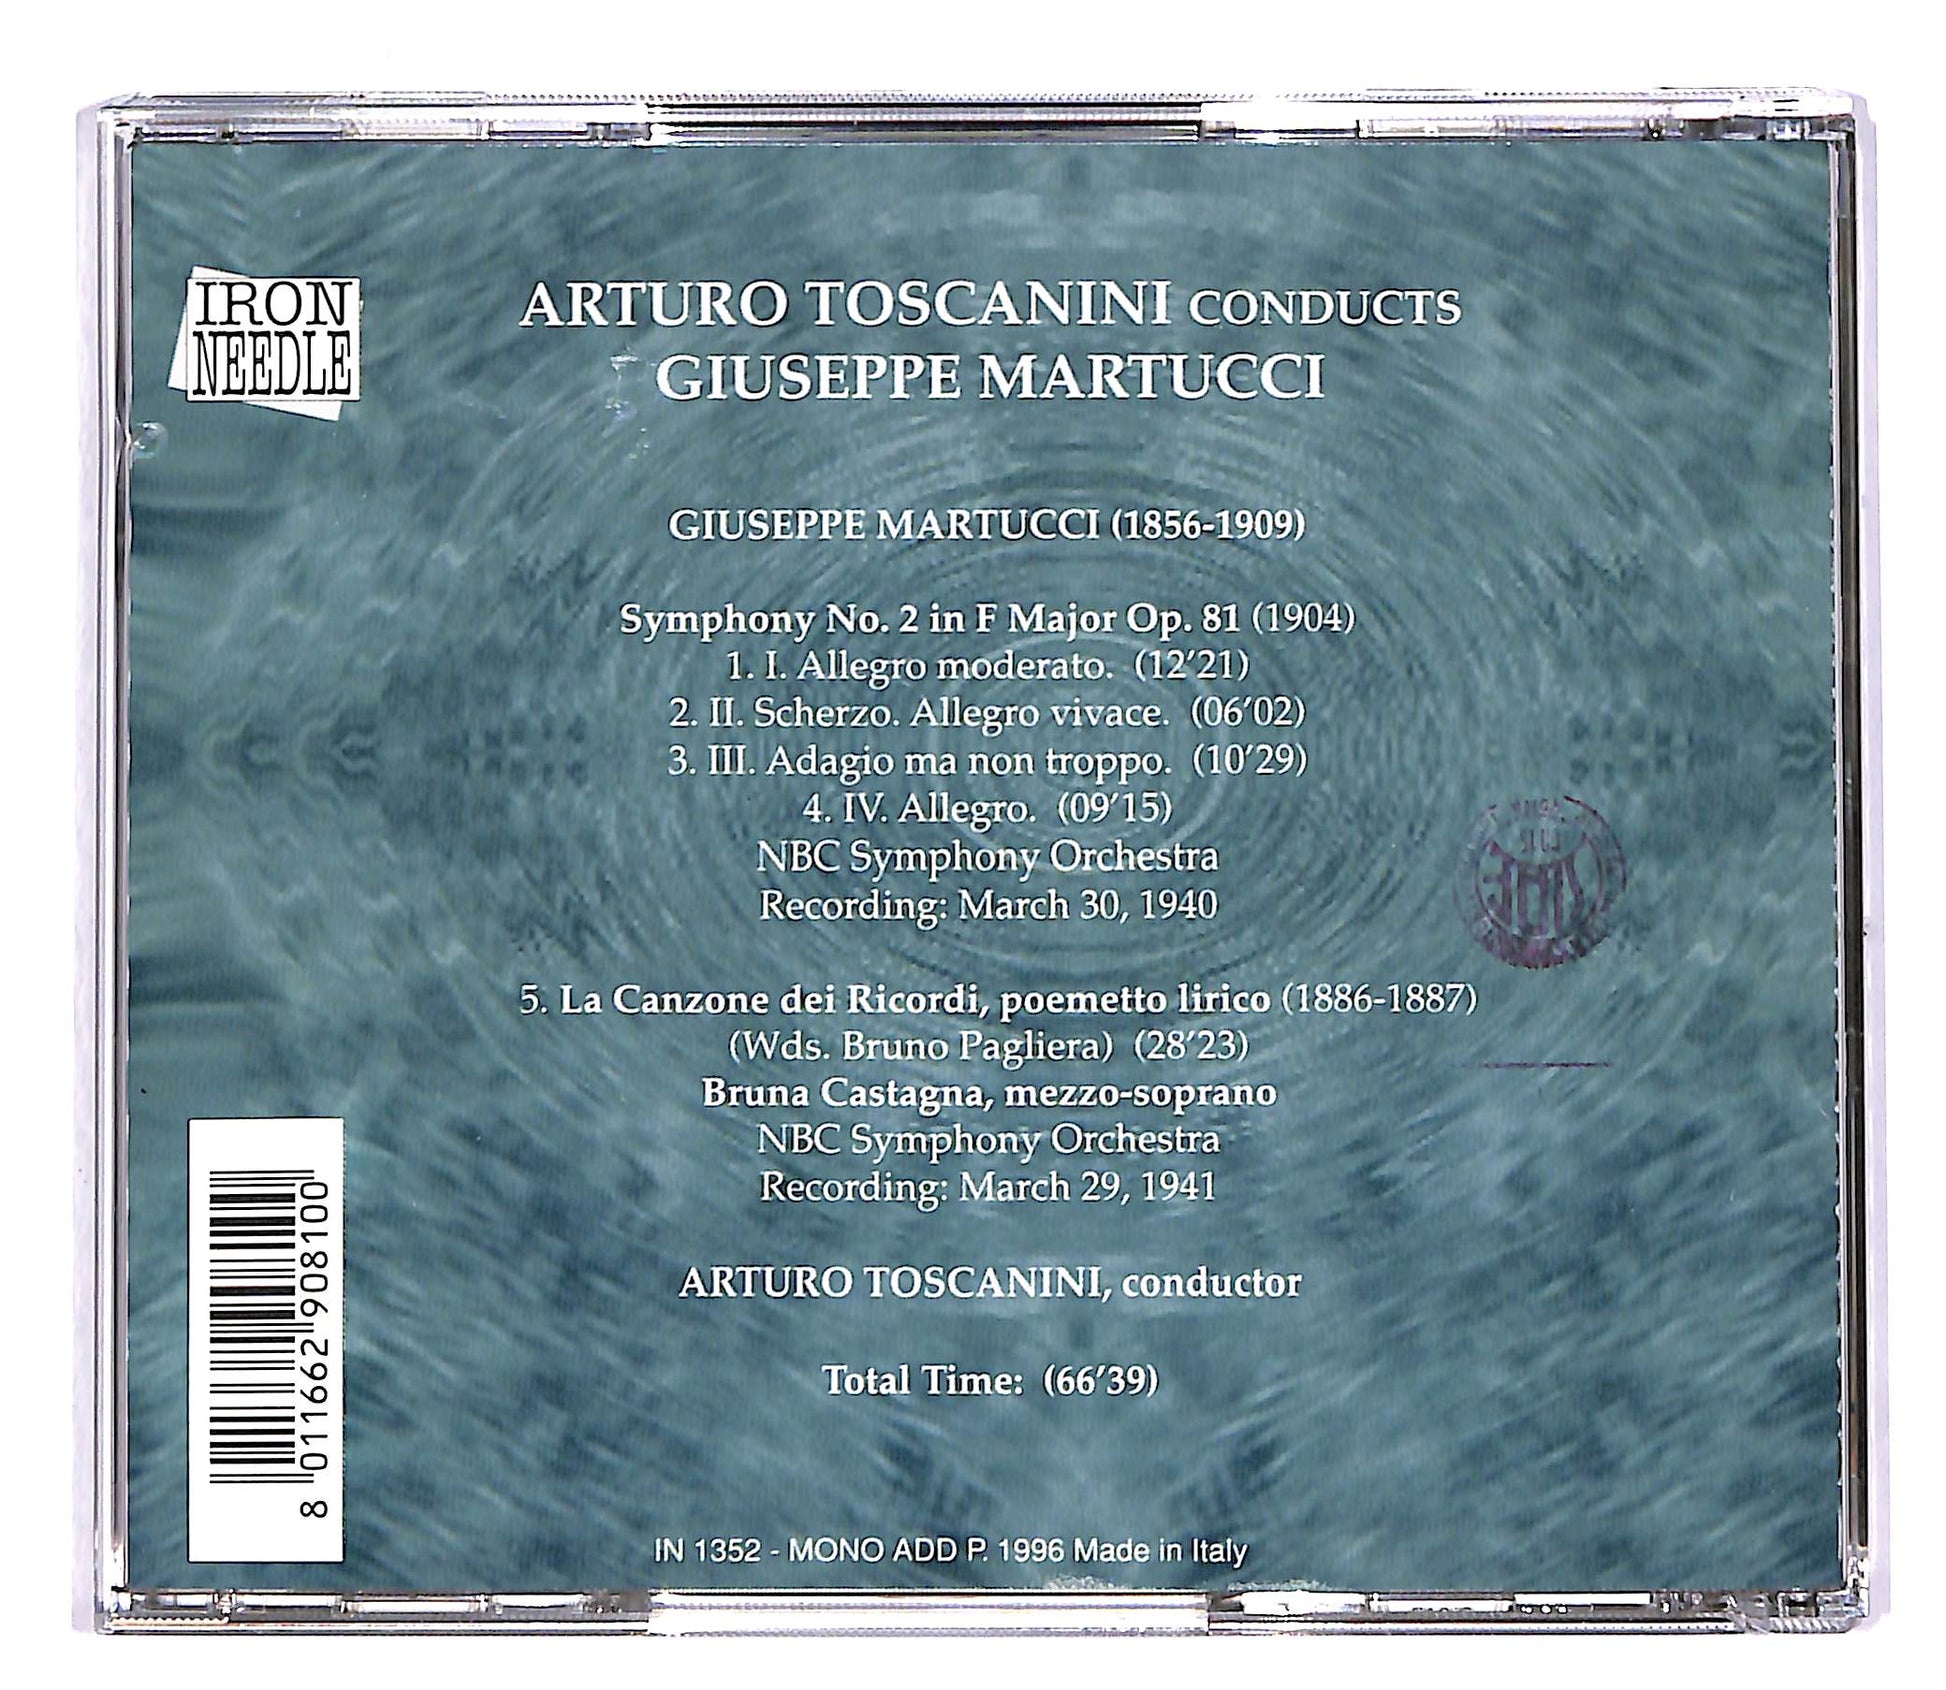 IRON
NEEDLE
ARTURO TOSCANINI CONDUCTS
GIUSEPPE MARTUCCI
GIUSEPPE MARTUCCI (1856-1909)
Symphony No. 2 in F Major Op. 81 (1904)
1. I. Allegro moderato. (12'21)
2. II. Scherzo. Allegro vivace. (06'02)
3. III. Adagio ma non troppo. (10'29)
4. IV. Allegro. (09'15)
NBC Symphony Orchestra
Recording: March 30, 1940
5. La Canzone dei Ricordi, poemetto lirico (1886-1887)
(Wds. Bruno Pagliera) (28'23)
Bruna Castagna, mezzo-soprano
NBC Symphony Orchestra
Recording: March 29, 1941
ARTURO TOSCANINI, conductor
Total Time: (66'39)
8 011662 908100
IN 1352 - MONO ADD P. 1996 Made in Italy